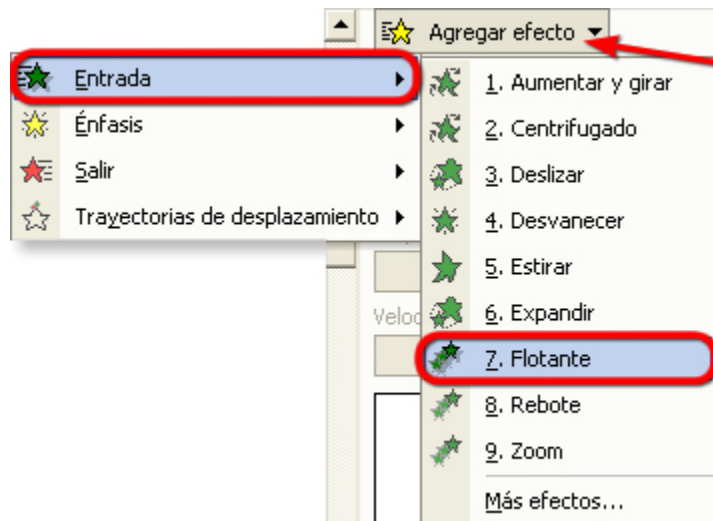 Agregar efecto
Entrada
Énfasis
Salir
Trayectorias de desplazamiento
1. Aumentar y girar
2. Centrifugado
3. Deslizar
4. Desvanecer
5. Estirar
6. Expandir
7. Flotante
8. Rebote
9. Zoom
Más efectos...